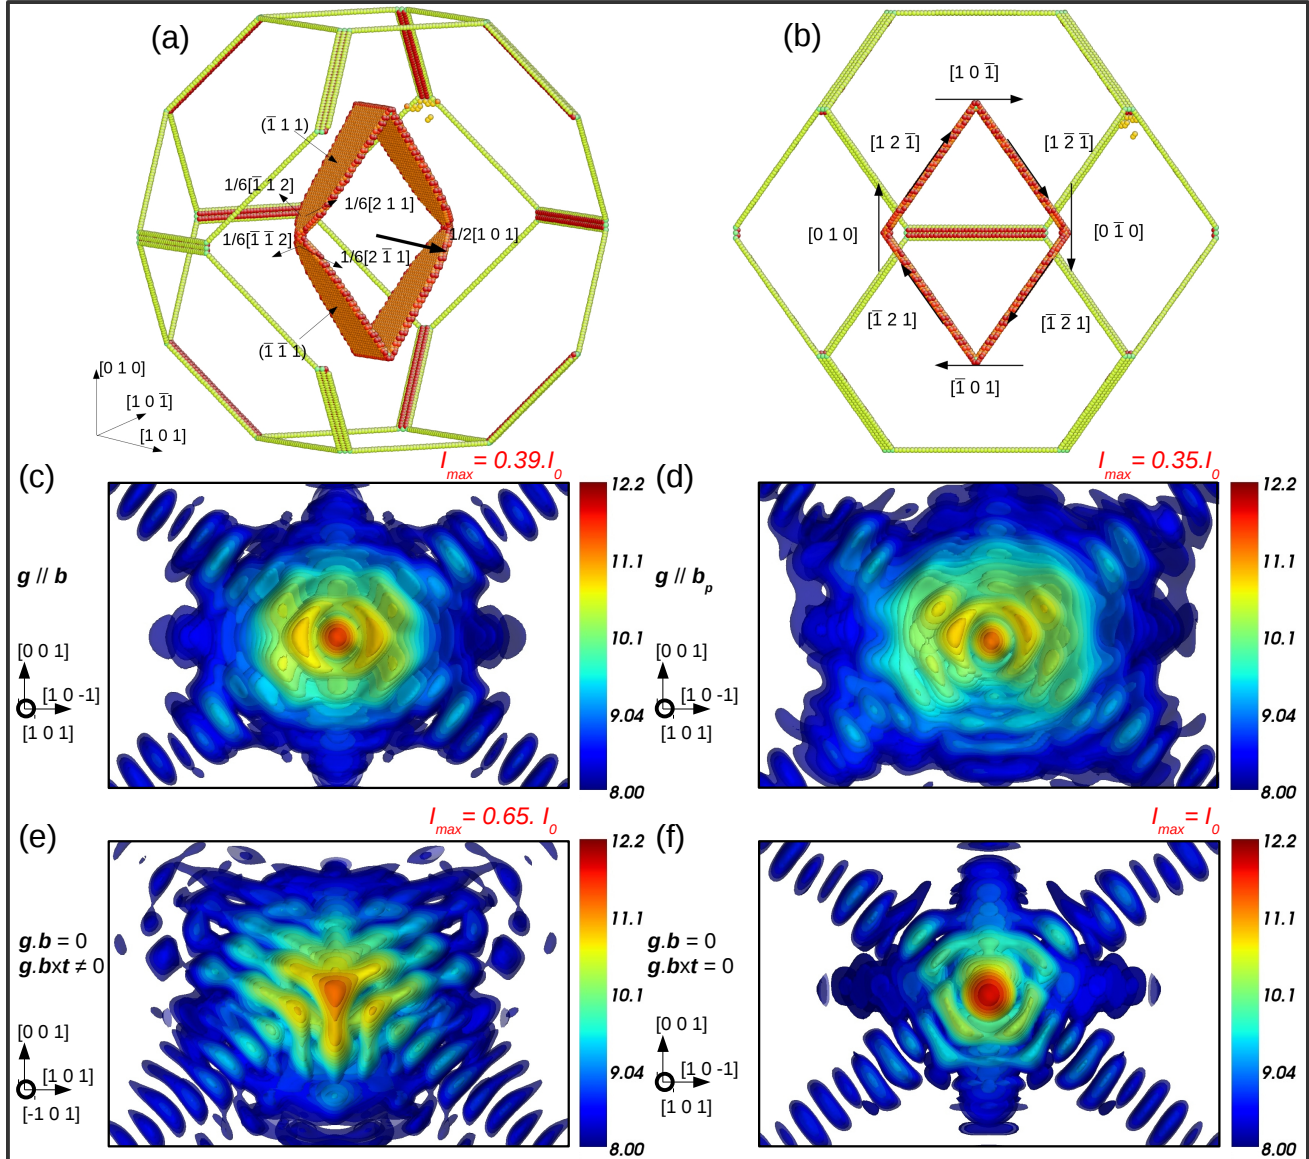 (a)
(1̅ 1 1)
1/6[1̅ 1 2]
1/6[2 1 1]
1/6[1̅ 1̅ 2]
1/2[1 0 1]
1/6[2 1̅ 1]
(1̅ 1̅ 1)
[0 1 0]
[1 0 1̅]
[1 0 1]
(b)
[1 0 1̅]
[1 2 1̅]
[1 2̅ 1̅]
[0 1 0]
[0 1̅ 0]
[1̅ 2 1]
[1̅ 2̅ 1]
[1̅ 0 1]
(c)
I_max = 0.39.I_0
g // b
[0 0 1]
[1 0 -1]
[1 0 1]
12.2
11.1
10.1
9.04
8.00
(d)
I_max = 0.35.I_0
g // b_p
[0 0 1]
[1 0 -1]
[1 0 1]
12.2
11.1
10.1
9.04
8.00
(e)
I_max = 0.65. I_0
g.b = 0
g.bxt ≠ 0
[0 0 1]
[1 0 1]
[-1 0 1]
12.2
11.1
10.1
9.04
8.00
(f)
I_max = I_0
g.b = 0
g.bxt = 0
[0 0 1]
[1 0 -1]
[1 0 1]
12.2
11.1
10.1
9.04
8.00